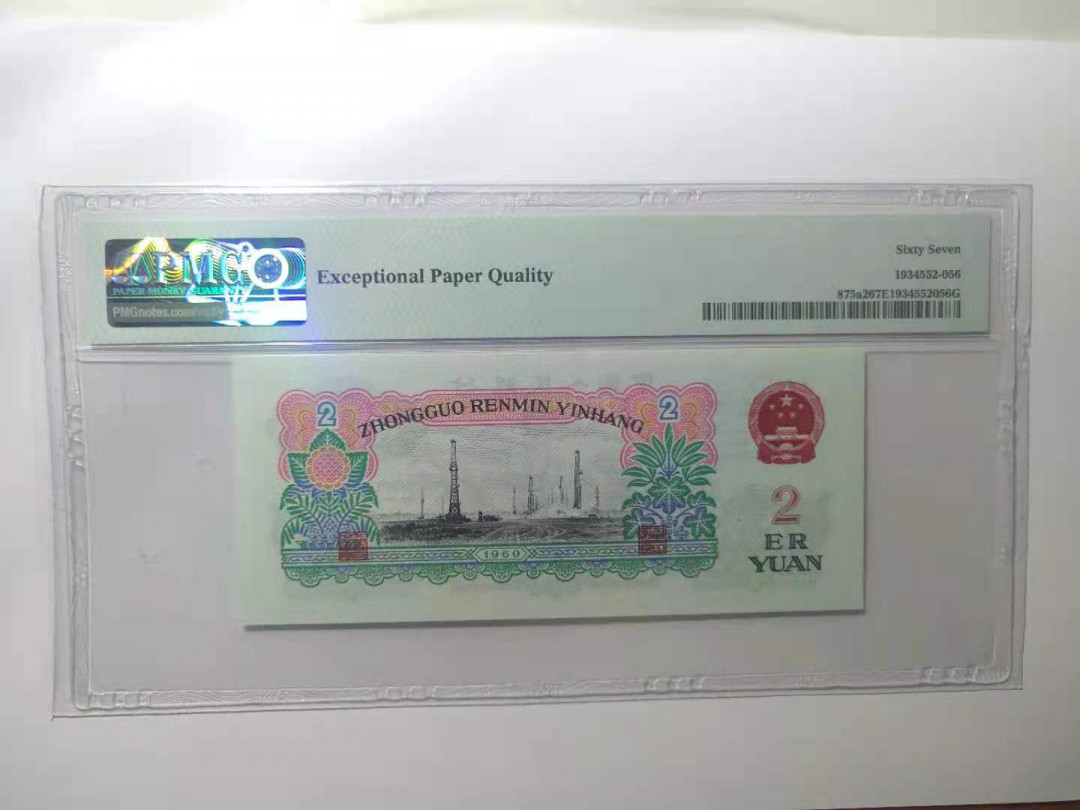 PMG
PAPER MONEY GUARANTY
PMGnotes.com/verify
Exceptional Paper Quality
Sixty Seven
1934552-056
875a267E1934552056G
2
ZHONGGUO RENMIN YINHANG
2
1960
2
ER
YUAN